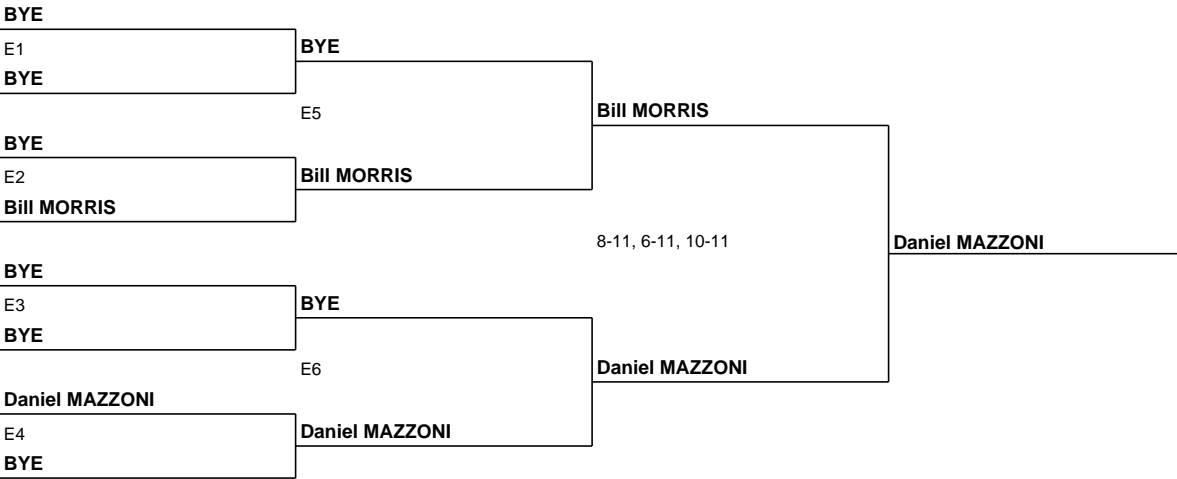 BYE
E1
BYE
BYE
E5
Bill MORRIS
BYE
E2
Bill MORRIS
Bill MORRIS
8-11, 6-11, 10-11
Daniel MAZZONI
BYE
E3
BYE
BYE
E6
Daniel MAZZONI
Daniel MAZZONI
E4
Daniel MAZZONI
BYE